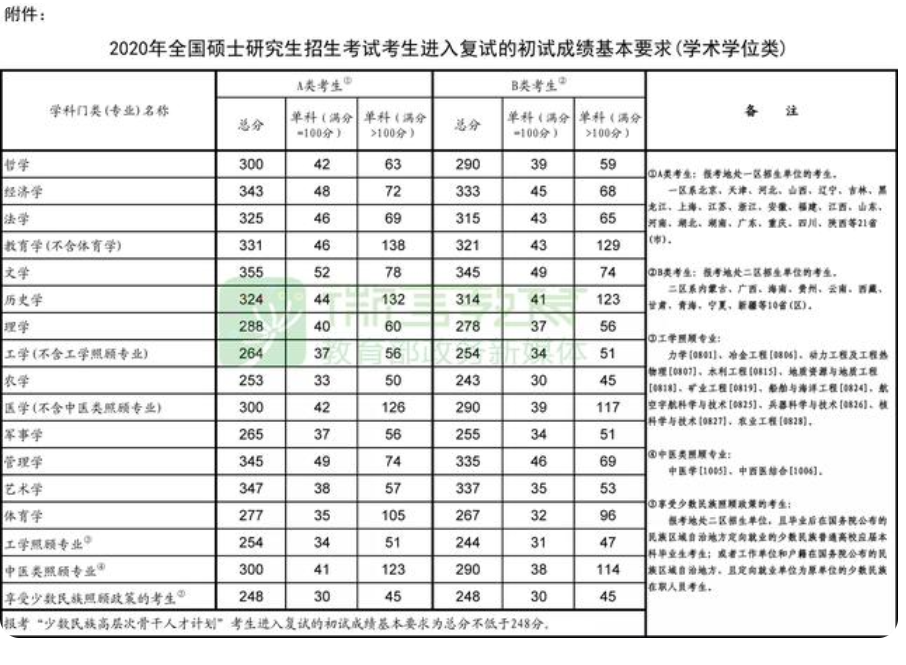 附件：
2020年全国硕士研究生招生考试考生进入复试的初试成绩基本要求(学术学位类)
学科门类(专业)名称 A类考生① B类考生② 备 注
总分 单科(满分=100分) 单科(满分>100分) 总分 单科(满分=100分) 单科(满分>100分)
哲学 300 42 63 290 39 59
经济学 343 48 72 333 45 68
法学 325 46 69 315 43 65
教育学(不含体育学) 331 46 138 321 43 129
文学 355 52 78 345 49 74
历史学 324 44 132 314 41 123
理学 288 40 60 278 37 56
工学(不含工学照顾专业) 264 37 56 254 34 51
农学 253 33 50 243 30 45
医学(不含中医类照顾专业) 300 42 126 290 39 117
军事学 265 37 56 255 34 51
管理学 345 49 74 335 46 69
艺术学 347 38 57 337 35 53
体育学 277 35 105 267 32 96
工学照顾专业③ 254 34 51 244 31 47
中医类照顾专业④ 300 41 123 290 38 114
享受少数民族照顾政策的考生 248 30 45 248 30 45
报考“少数民族高层次骨干人才计划”考生进入复试的初试成绩基本要求为总分不低于248分。
①A类考生：报考地处一区招生单位的考生。
一区系北京、天津、河北、山西、辽宁、吉林、黑
龙江、上海、江苏、浙江、安徽、福建、江西、山东、
河南、湖北、湖南、广东、重庆、四川、陕西等21省
(市)。
②B类考生：报考地处二区招生单位的考生。
二区系内蒙古、广西、海南、贵州、云南、西藏、
甘肃、青海、宁夏、新疆等10省(区)。
③工学照顾专业：
力学[0801]、冶金工程[0806]、动力工程及工程热
物理[0807]、水利工程[0815]、地质资源与地质工程
[0818]、矿业工程[0819]、船舶与海洋工程[0824]、航
空宇航科学与技术[0825]、兵器科学与技术[0826]、核
科学与技术[0827]、农业工程[0828]。
④中医类照顾专业：
中医学[1005]、中西医结合[1006]。
⑤享受少数民族照顾政策的考生：
报考地处二区招生单位，且毕业后在国务院公布的
民族区域自治地方定向就业的少数民族普通高校应届本
科毕业生考生；或者工作单位和户籍在国务院公布的民
族区域自治地方，且定向就业单位为原单位的少数民族
在职人员考生。
教育部政务新媒体